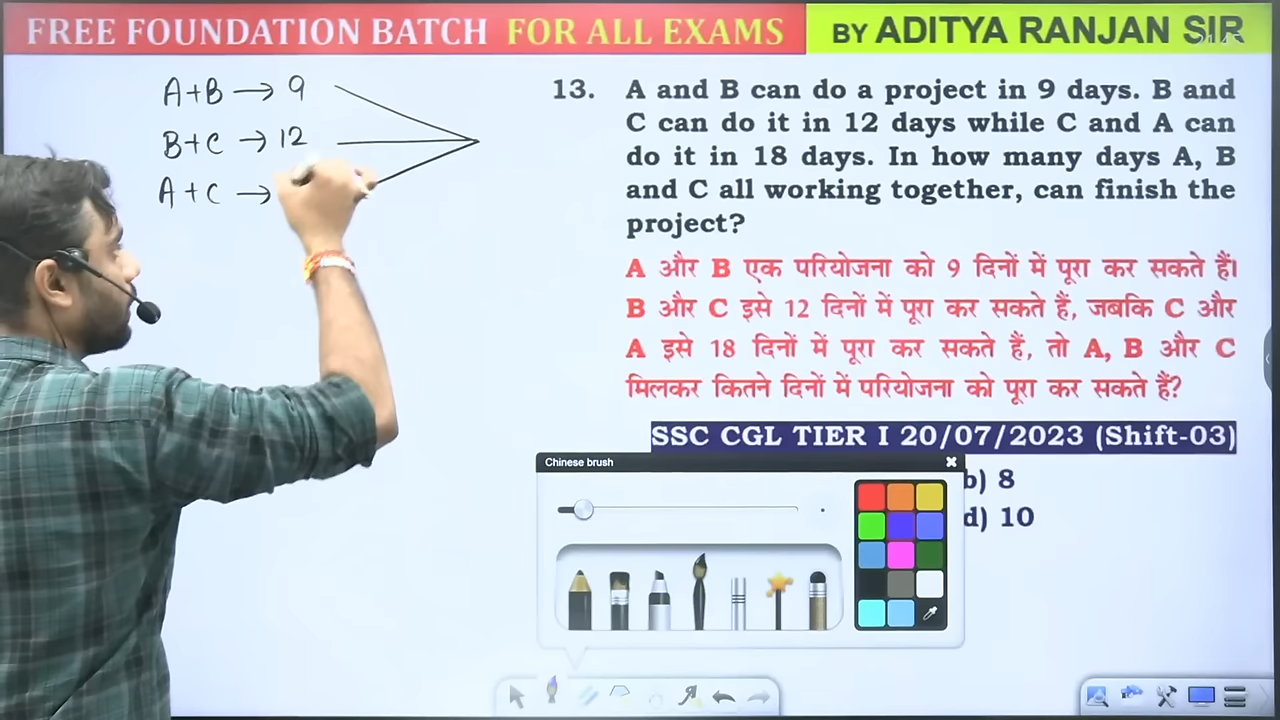 FREE FOUNDATION BATCH FOR ALL EXAMS
BY ADITYA RANJAN SIR
A+B → 9
B+C → 12
A+C →
13. A and B can do a project in 9 days. B and
C can do it in 12 days while C and A can
do it in 18 days. In how many days A, B
and C all working together, can finish the
project?
A और B एक परियोजना को 9 दिनों में पूरा कर सकते हैं।
B और C इसे 12 दिनों में पूरा कर सकते हैं, जबकि C और
A इसे 18 दिनों में पूरा कर सकते हैं, तो A, B और C
मिलकर कितने दिनों में परियोजना को पूरा कर सकते हैं?
SSC CGL TIER I 20/07/2023 (Shift-03)
Chinese brush
b) 8
d) 10